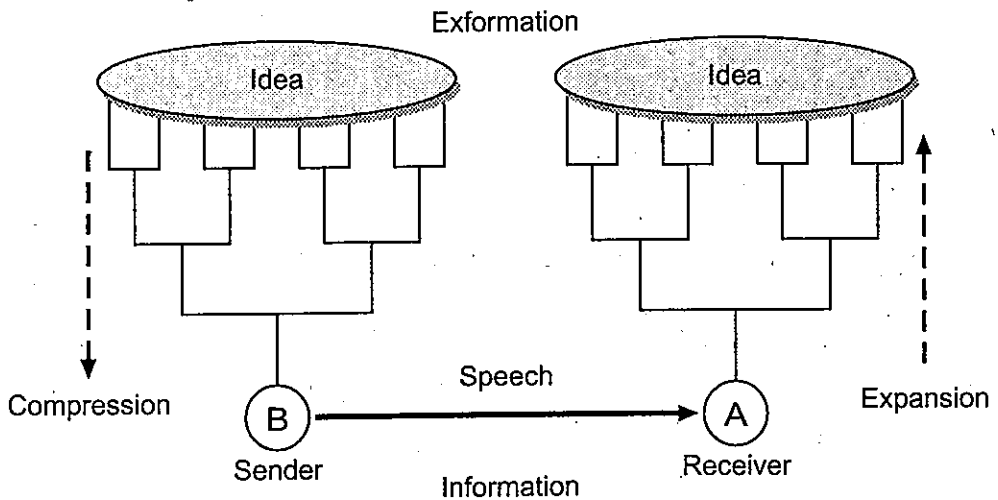 Exformation
Idea
Idea
Speech
Compression
Expansion
B
A
Sender
Receiver
Information